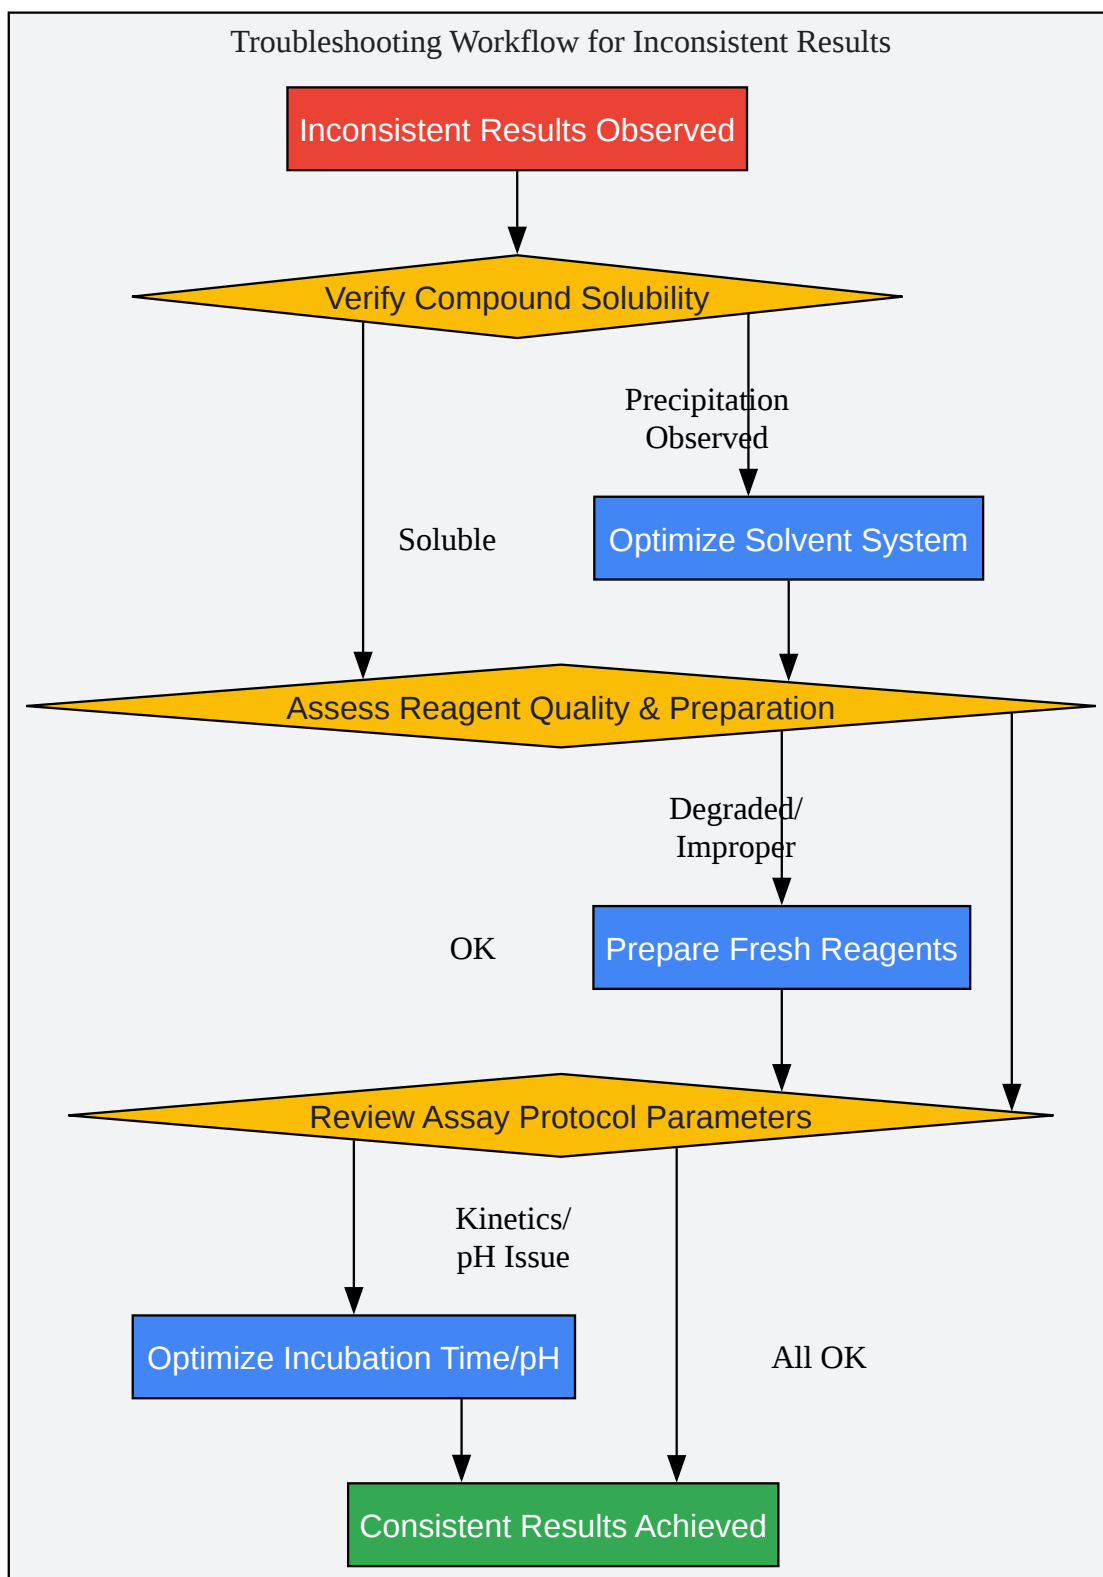 Troubleshooting Workflow for Inconsistent Results
Inconsistent Results Observed
Verify Compound Solubility
Precipitation
Observed
Soluble
Optimize Solvent System
Assess Reagent Quality & Preparation
Degraded/
Improper
OK
Prepare Fresh Reagents
Review Assay Protocol Parameters
Kinetics/
pH Issue
Optimize Incubation Time/pH
All OK
Consistent Results Achieved